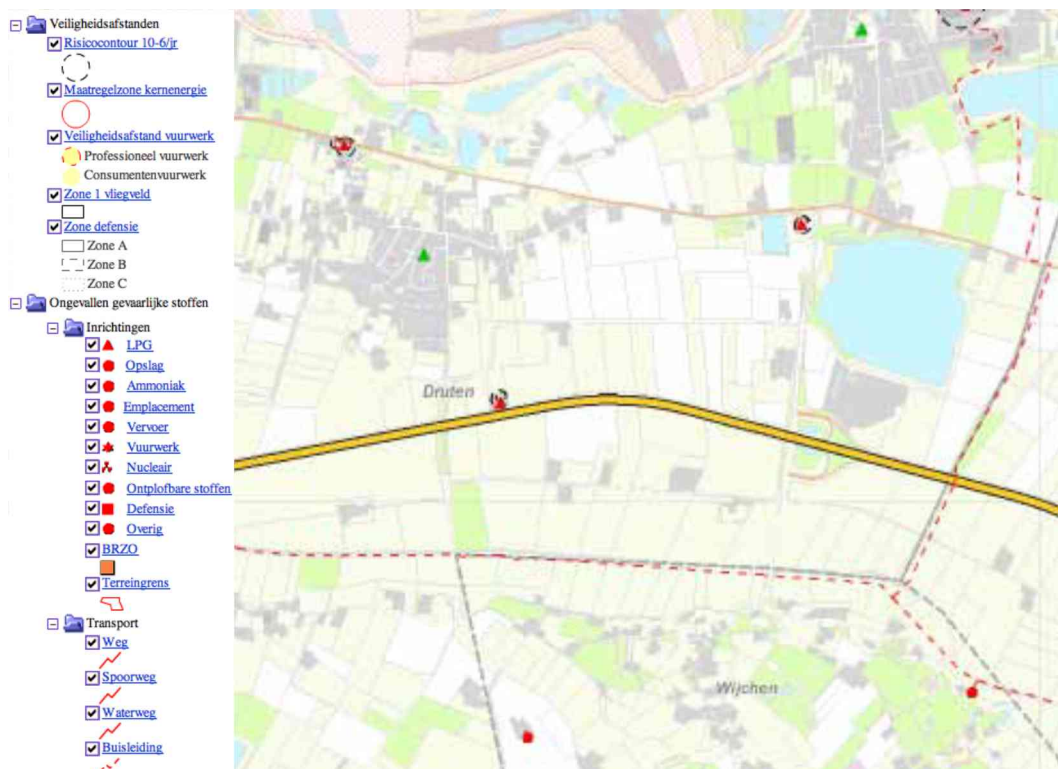 Veiligheidsafstanden
Risicocontour 10-6/jr
Maatregelzone kernenergie
Veiligheidsafstand vuurwerk
Professioneel vuurwerk
Consumentenvuurwerk
Zone 1 vliegveld
Zone defensie
Zone A
Zone B
Zone C
Ongevallen gevaarlijke stoffen
Inrichtingen
LPG
Opslag
Ammoniak
Emplacement
Vervoer
Vuurwerk
Nucleair
Ontplofbare stoffen
Defensie
Overig
BRZO
Terreingrens
Transport
Weg
Spoorweg
Waterweg
Buisleiding
Druten
Wijchen